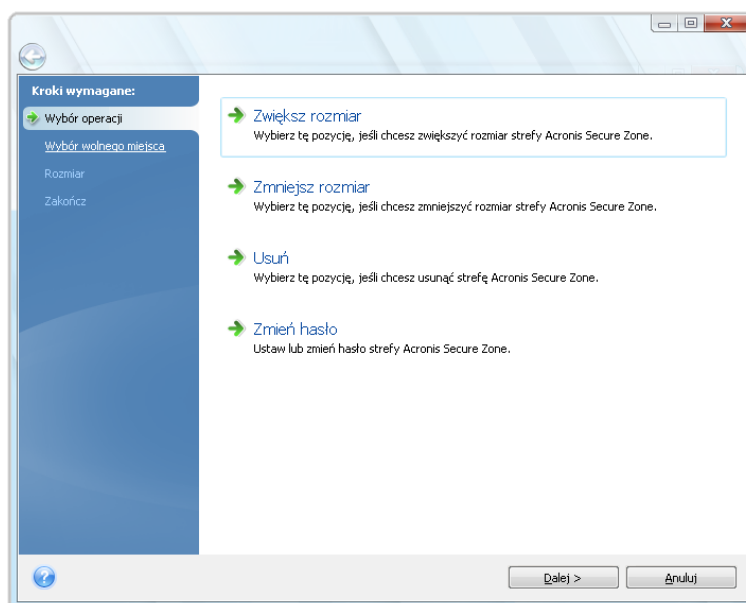 Kroki wymagane:
Wybór operacji
Wybór wolnego miejsca
Rozmiar
Zakończ
Zwiększ rozmiar
Wybierz tę pozycję, jeśli chcesz zwiększyć rozmiar strefy Acronis Secure Zone.
Zmniejsz rozmiar
Wybierz tę pozycję, jeśli chcesz zmniejszyć rozmiar strefy Acronis Secure Zone.
Usuń
Wybierz tę pozycję, jeśli chcesz usunąć strefę Acronis Secure Zone.
Zmień hasło
Ustaw lub zmień hasło strefy Acronis Secure Zone.
Dalej >
Anuluj